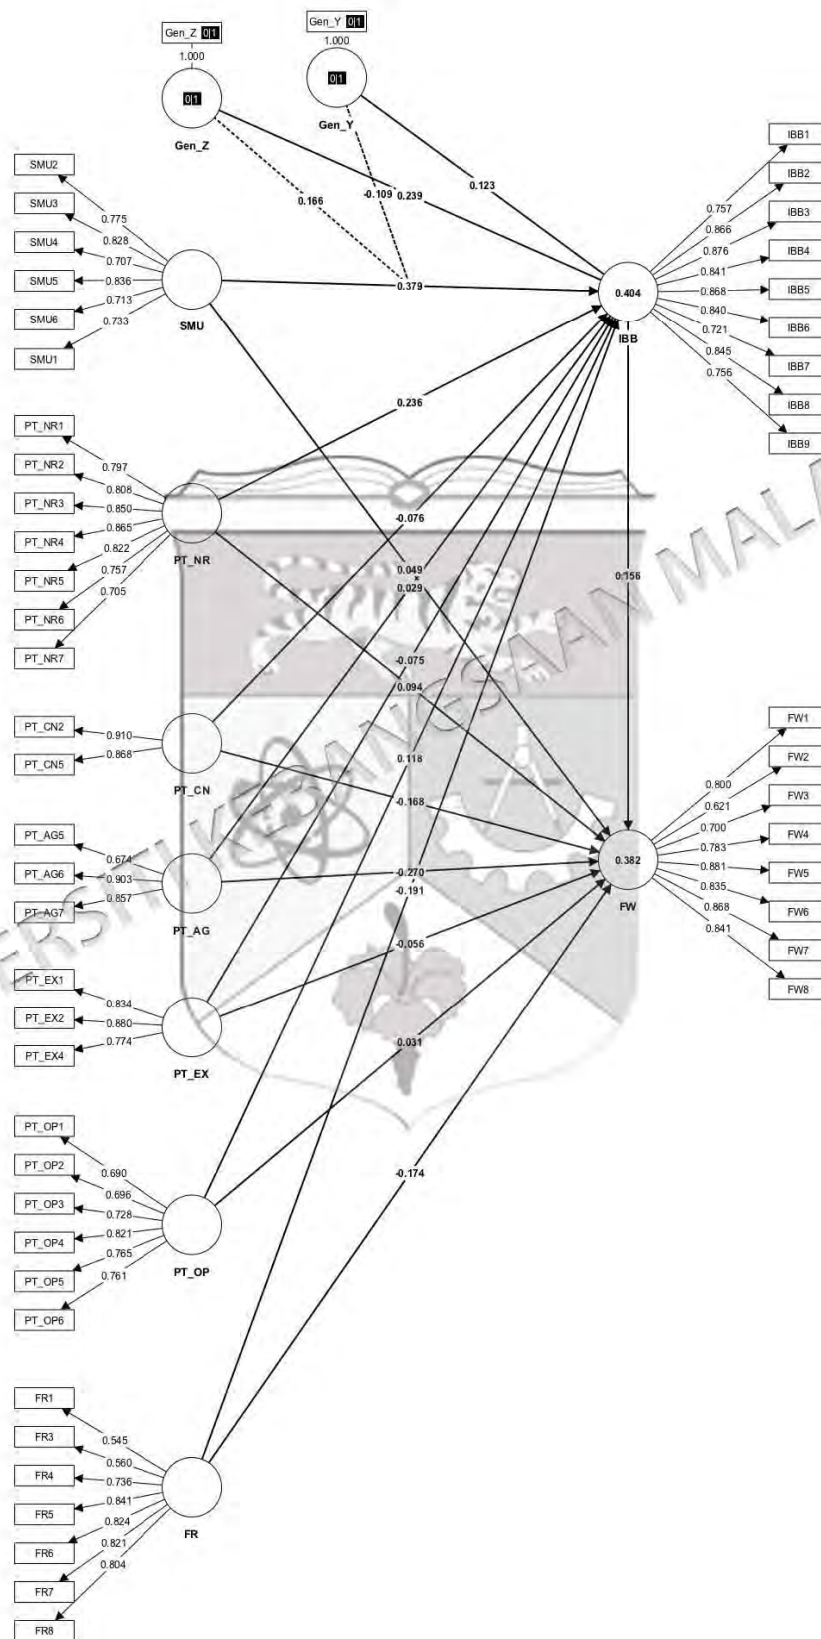 Gen_Z 0|1
1.000
0|1
Gen_Z
Gen_Y 0|1
1.000
0|1
Gen_Y
0.166
-0.109
0.239
0.123
SMU2
SMU3
SMU4
SMU5
SMU6
SMU1
0.775
0.828
0.707
0.836
0.713
0.733
SMU
0.379
IBB1
IBB2
IBB3
IBB4
IBB5
IBB6
IBB7
IBB8
IBB9
0.757
0.866
0.876
0.841
0.868
0.840
0.721
0.845
0.756
0.404
IBB
PT_NR1
PT_NR2
PT_NR3
PT_NR4
PT_NR5
PT_NR6
PT_NR7
0.797
0.808
0.850
0.865
0.822
0.757
0.705
PT_NR
0.236
-0.076
0.049
0.029
-0.075
0.094
0.118
-0.168
-0.270
-0.191
-0.056
0.031
-0.174
0.156
PT_CN2
PT_CN5
0.910
0.868
PT_CN
PT_AG5
PT_AG6
PT_AG7
0.674
0.903
0.857
PT_AG
PT_EX1
PT_EX2
PT_EX4
0.834
0.880
0.774
PT_EX
FW1
FW2
FW3
FW4
FW5
FW6
FW7
FW8
0.800
0.621
0.700
0.783
0.881
0.835
0.868
0.841
0.382
FW
PT_OP1
PT_OP2
PT_OP3
PT_OP4
PT_OP5
PT_OP6
0.690
0.696
0.728
0.821
0.765
0.761
PT_OP
FR1
FR3
FR4
FR5
FR6
FR7
FR8
0.545
0.560
0.736
0.841
0.824
0.821
0.804
FR
ERSITI KEBANGSAAN MALA